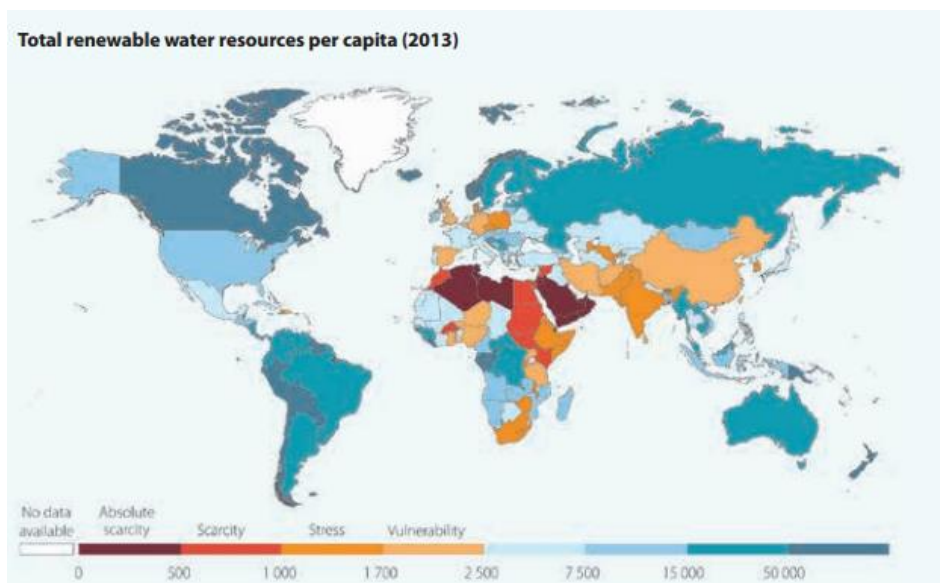 Total renewable water resources per capita (2013)
No data Absolute
available scarcity Scarcity Stress Vulnerability
0 500 1 000 1 700 2 500 7 500 15 000 50 000